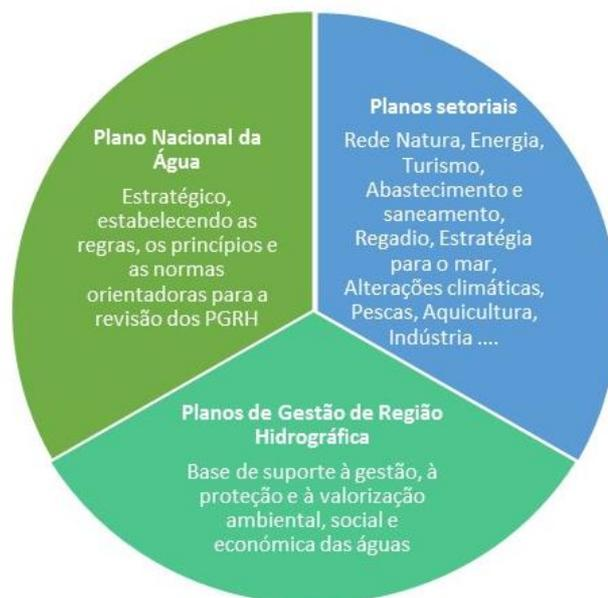 Plano Nacional da
Água
Estratégico,
estabelecendo as
regras, os princípios e
as normas
orientadoras para a
revisão dos PGRH
Planos setoriais
Rede Natura, Energia,
Turismo,
Abastecimento e
saneamento,
Regadio, Estratégia
para o mar,
Alterações climáticas,
Pescas, Aquicultura,
Indústria ....
Planos de Gestão de Região
Hidrográfica
Base de suporte à gestão, à
proteção e à valorização
ambiental, social e
económica das águas